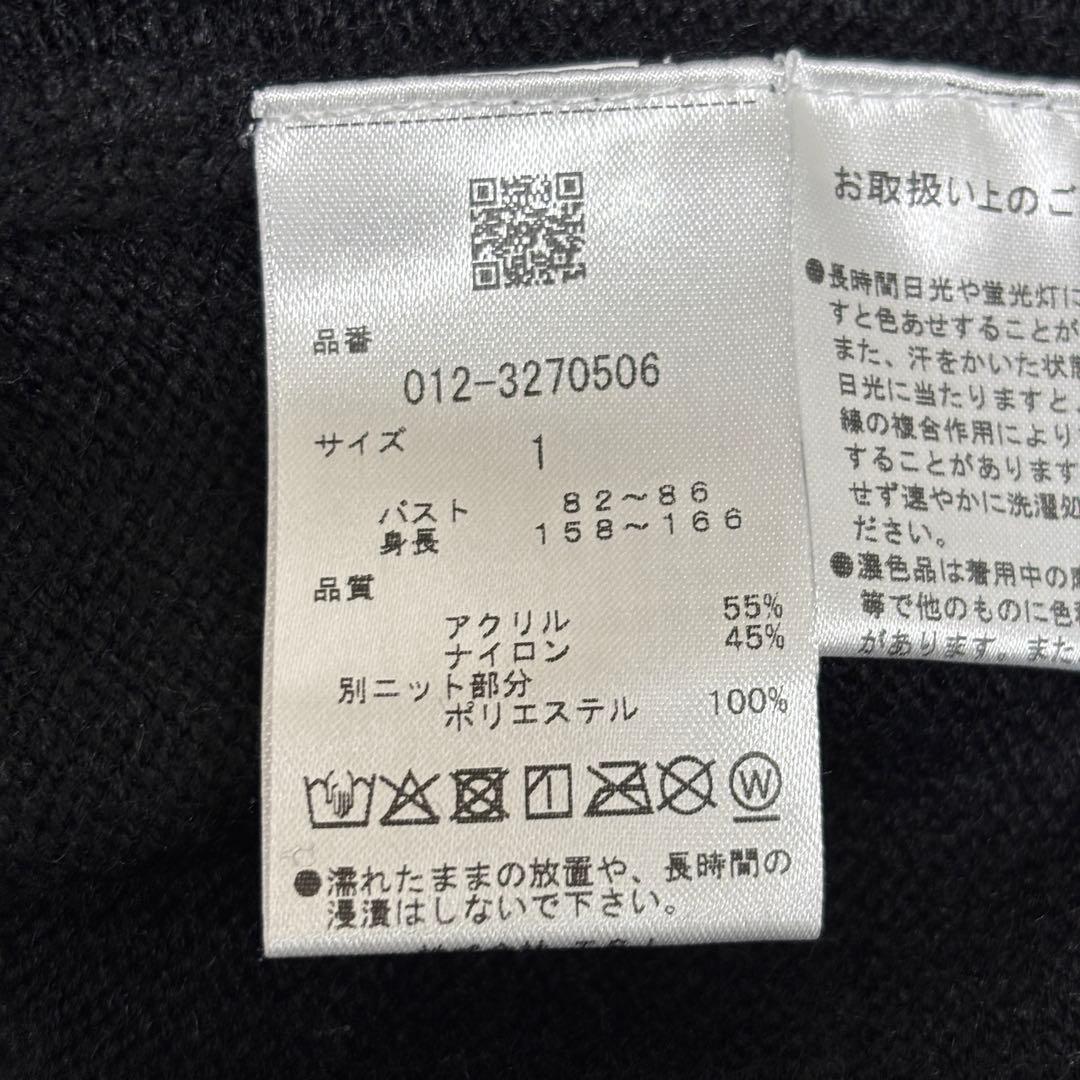 品番
012-3270506
サイズ 1
バスト 82～86
身長 158～166
品質
アクリル 55%
ナイロン 45%
別ニット部分
ポリエステル 100%
W
●濡れたままの放置や、長時間の
浸漬はしないで下さい。
お取扱い上のご
●長時間日光や蛍光灯に
すと色あせすることが
また、汗をかいた状態
日光に当たりますと、
線の複合作用により
することがあります
せず速やかに洗濯処
ださい。
●濃色品は着用中の摩
等で他のものに色
があります。また